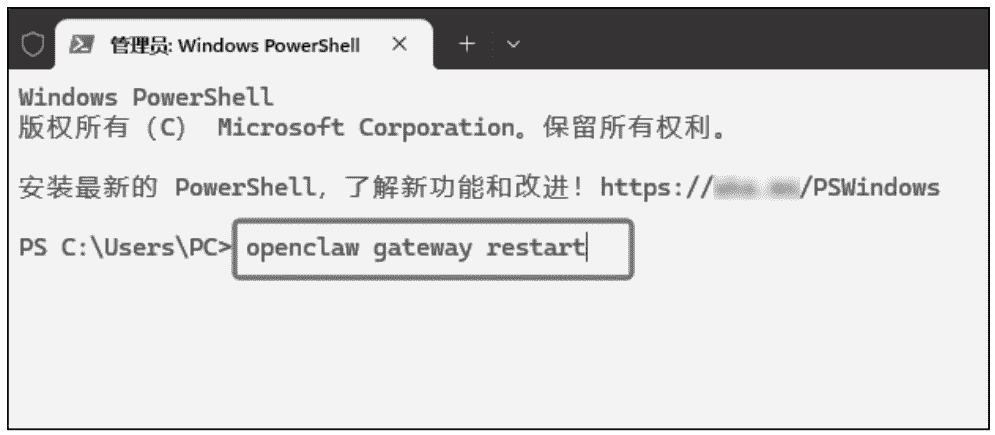 管理员: Windows PowerShell
Windows PowerShell
版权所有 (C) Microsoft Corporation。保留所有权利。
安装最新的 PowerShell,了解新功能和改进!https:// /PSWindows
PS C:\Users\PC> openclaw gateway restart